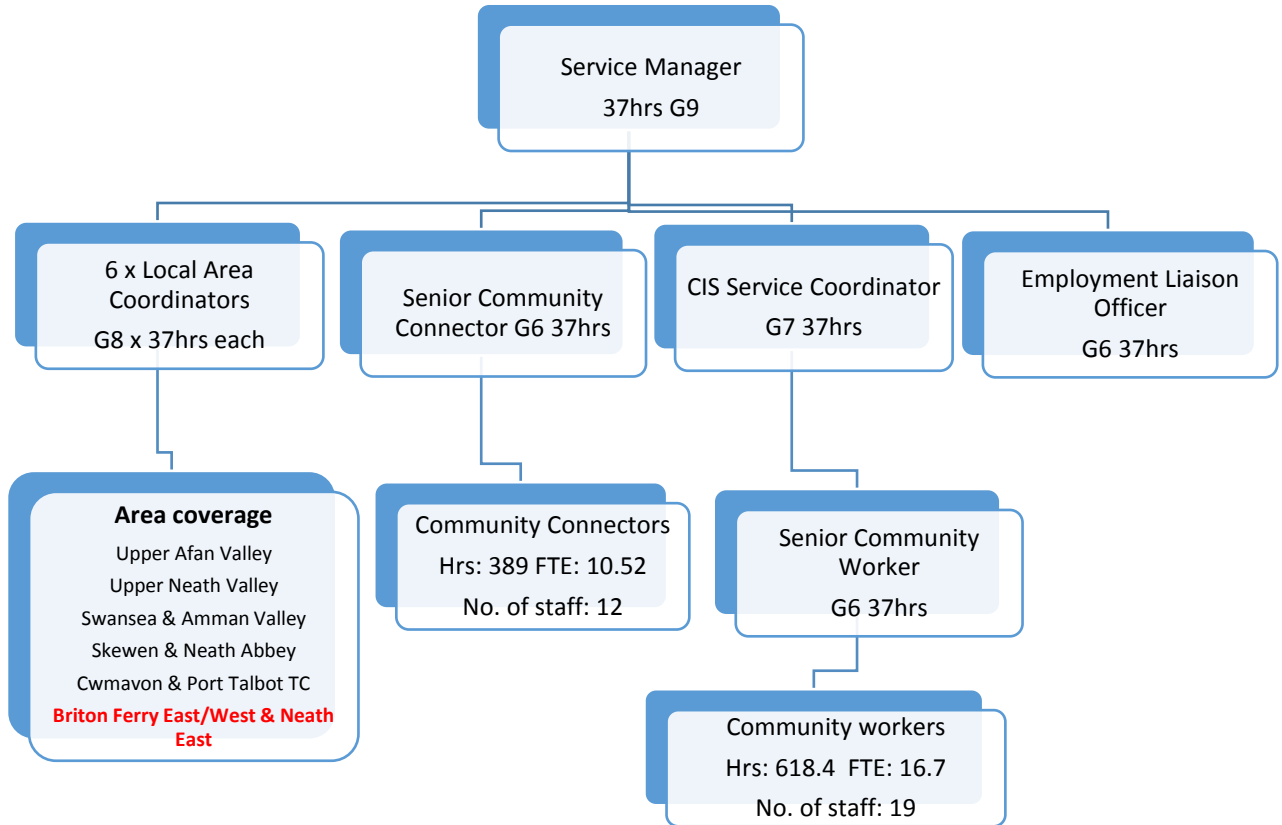 Service Manager
37hrs G9
6 x Local Area
Coordinators
G8 x 37hrs each
Senior Community
Connector G6 37hrs
CIS Service Coordinator
G7 37hrs
Employment Liaison
Officer
G6 37hrs
Area coverage
Upper Afan Valley
Upper Neath Valley
Swansea & Amman Valley
Skewen & Neath Abbey
Cwmavon & Port Talbot TC
Briton Ferry East/West & Neath
East
Community Connectors
Hrs: 389 FTE: 10.52
No. of staff: 12
Senior Community
Worker
G6 37hrs
Community workers
Hrs: 618.4 FTE: 16.7
No. of staff: 19